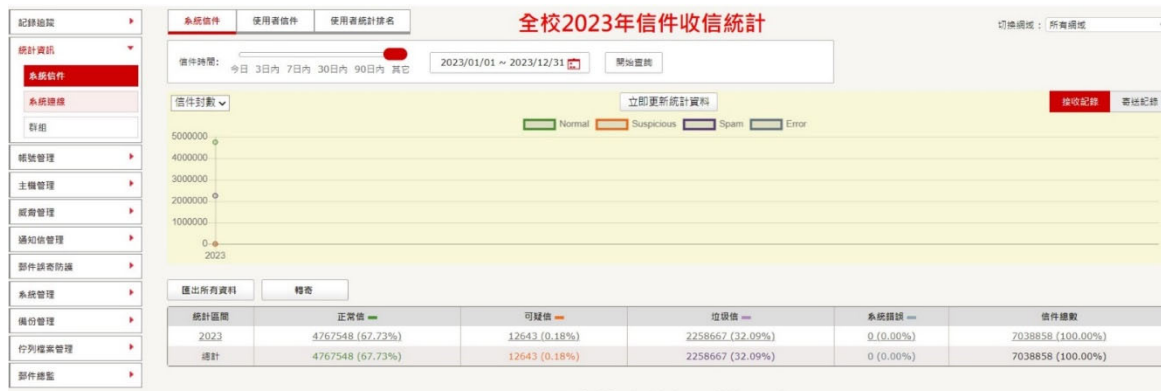 全校2023年信件收信統計
記錄追蹤
統計資訊
系統信件
系統連線
群組
帳號管理
主機管理
威脅管理
通知信管理
郵件誤寄防護
系統管理
備份管理
佇列檔案管理
郵件總監
系統信件 使用者信件 使用者統計排名
切換網域： 所有網域
信件時間： 今日 3日內 7日內 30日內 90日內 其它
2023/01/01 ~ 2023/12/31
開始查詢
信件封數
立即更新統計資料
接收記錄 寄送記錄
Normal Suspicious Spam Error
5000000
4000000
3000000
2000000
1000000
0
2023
匯出所有資料 轉寄
統計區間 正常信 可疑信 垃圾信 系統錯誤 信件總數
2023 4767548 (67.73%) 12643 (0.18%) 2258667 (32.09%) 0 (0.00%) 7038858 (100.00%)
總計 4767548 (67.73%) 12643 (0.18%) 2258667 (32.09%) 0 (0.00%) 7038858 (100.00%)